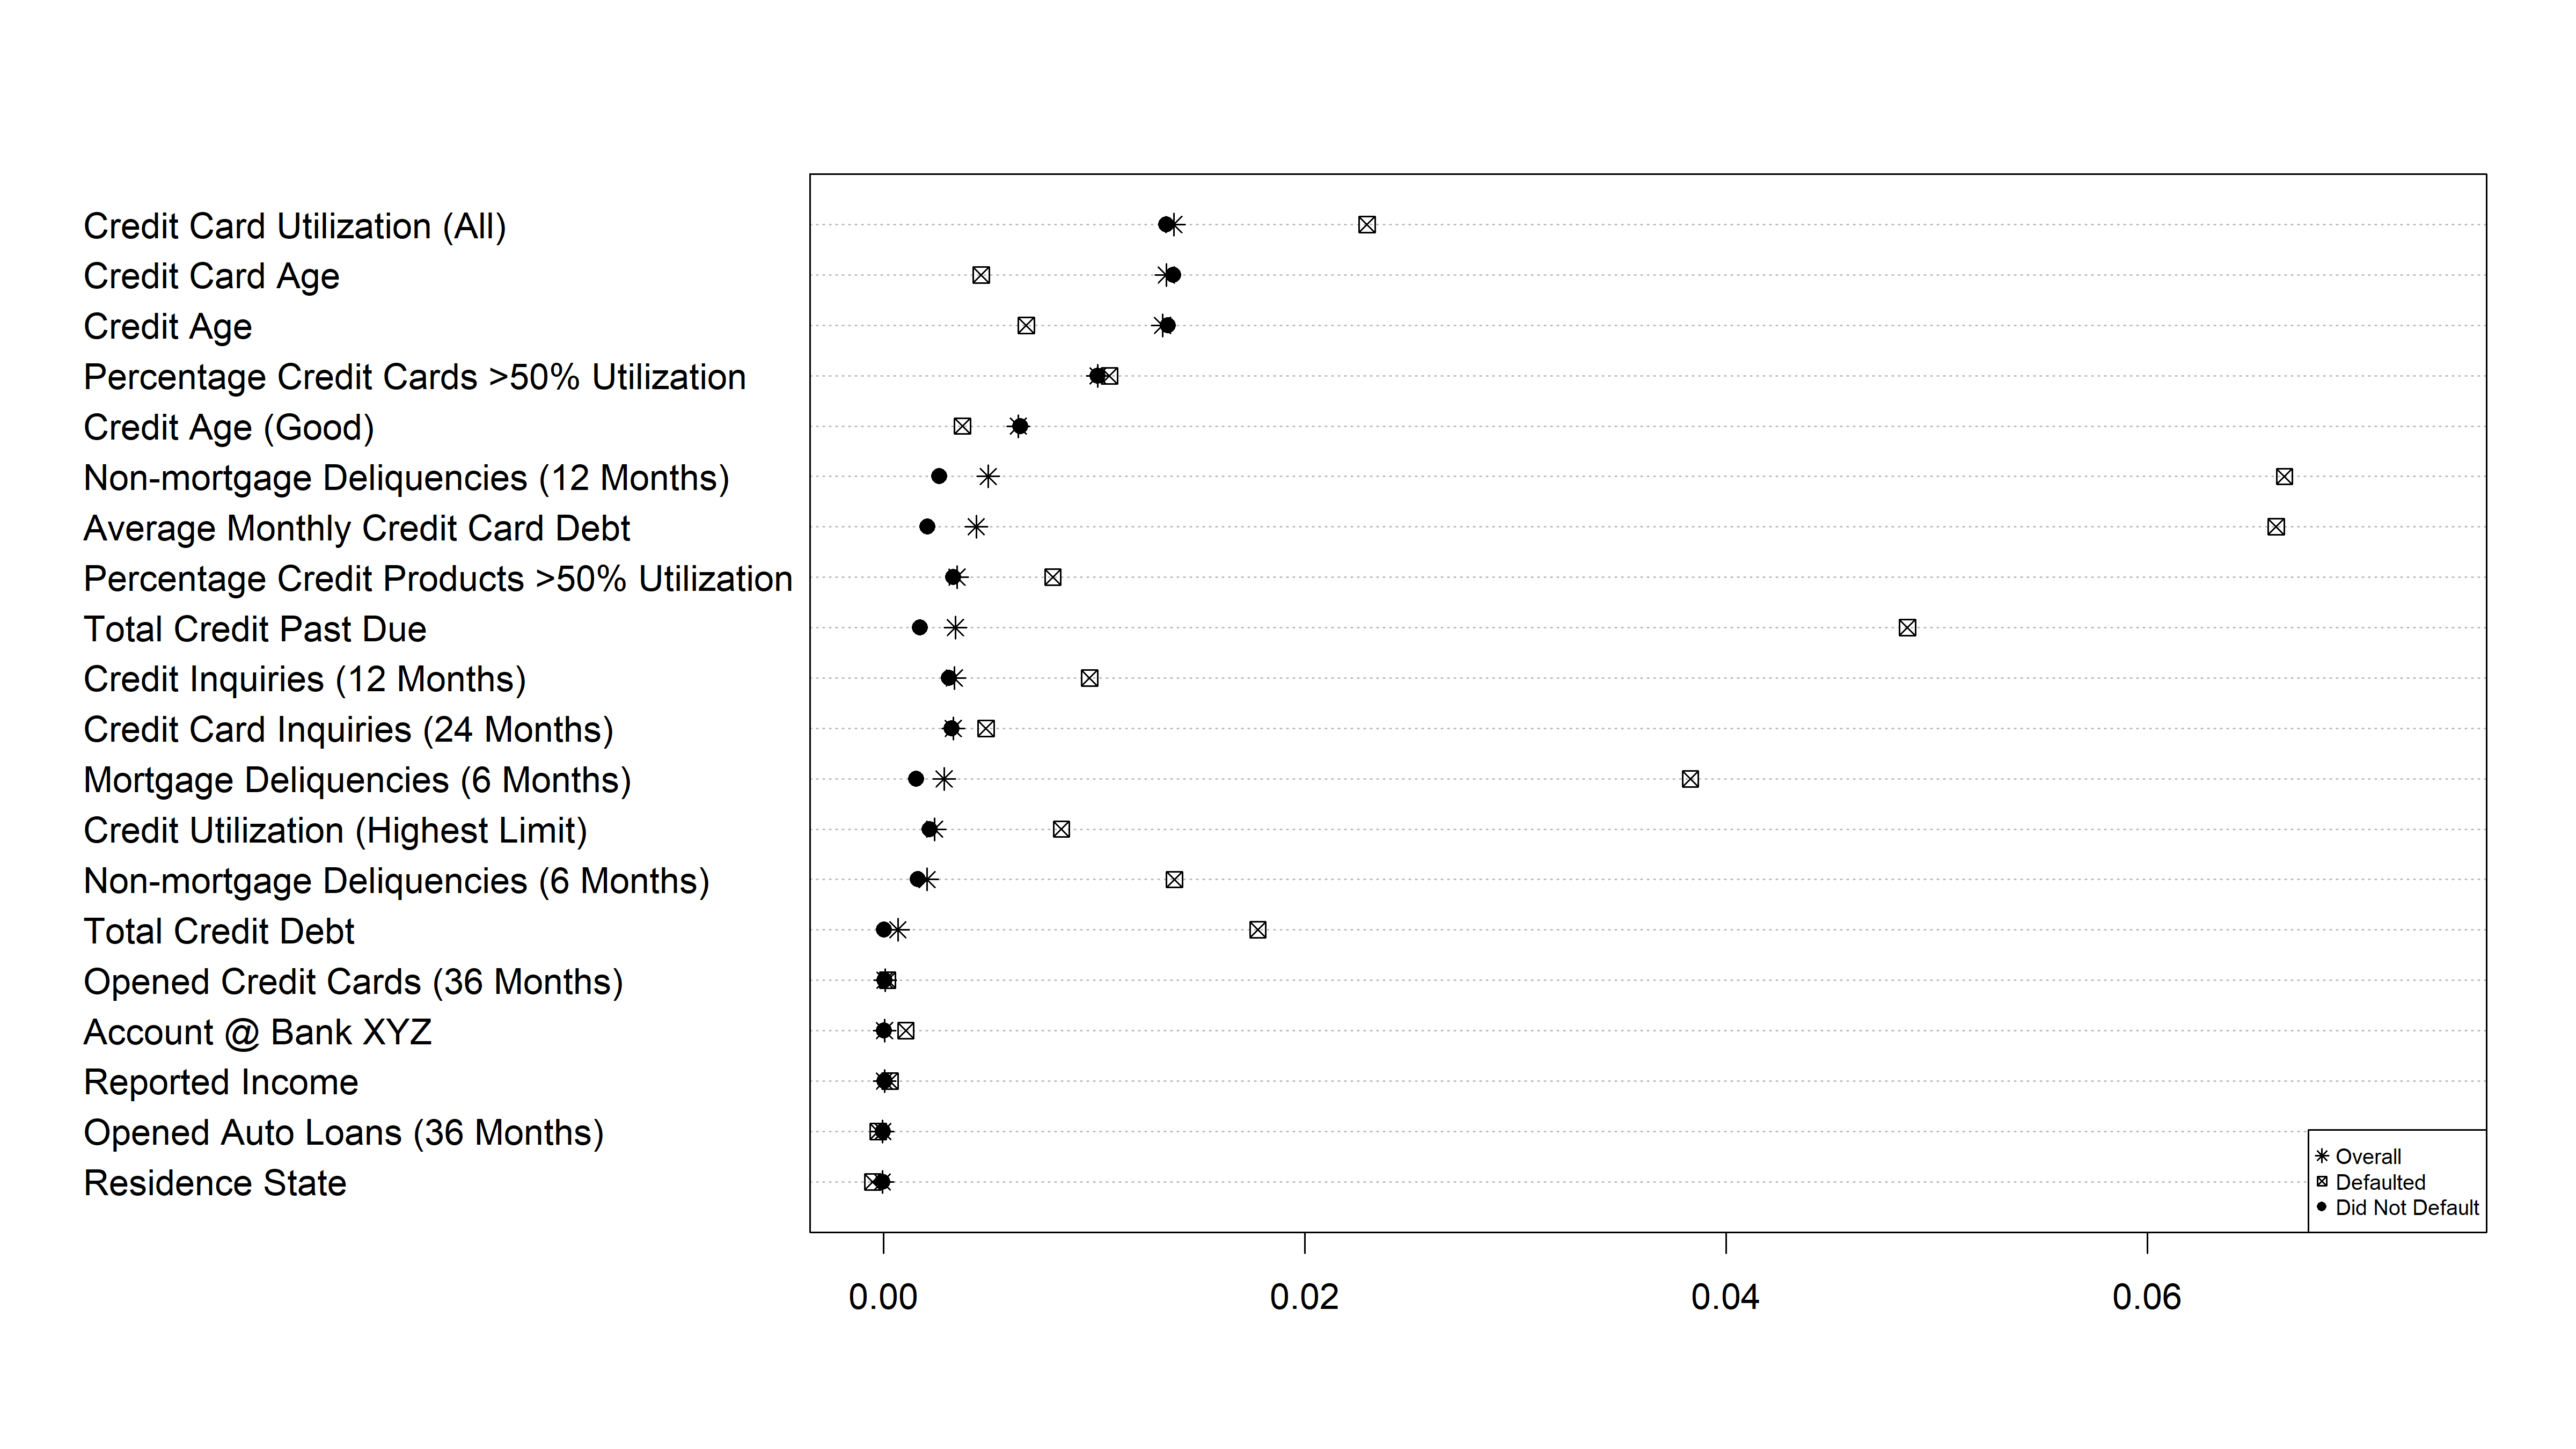 Credit Card Utilization (All)
Credit Card Age
Credit Age
Percentage Credit Cards >50% Utilization
Credit Age (Good)
Non-mortgage Deliquencies (12 Months)
Average Monthly Credit Card Debt
Percentage Credit Products >50% Utilization
Total Credit Past Due
Credit Inquiries (12 Months)
Credit Card Inquiries (24 Months)
Mortgage Deliquencies (6 Months)
Credit Utilization (Highest Limit)
Non-mortgage Deliquencies (6 Months)
Total Credit Debt
Opened Credit Cards (36 Months)
Account @ Bank XYZ
Reported Income
Opened Auto Loans (36 Months)
Residence State
Overall
Defaulted
Did Not Default
0.00 0.02 0.04 0.06